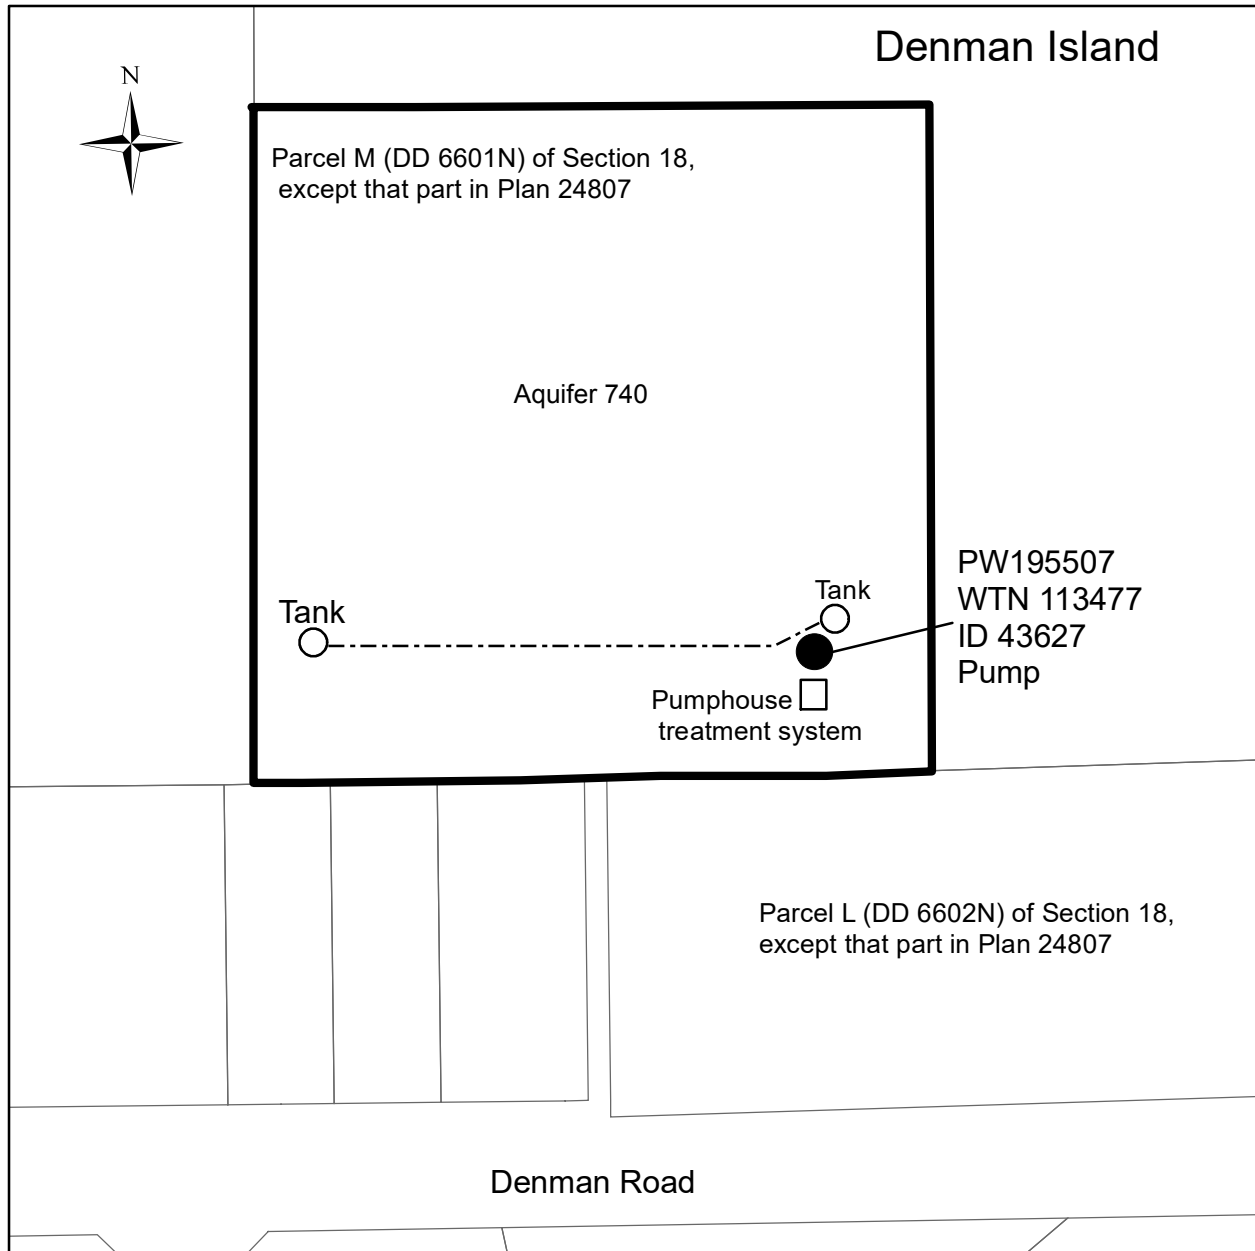 Denman Island
N
Parcel M (DD 6601N) of Section 18,
except that part in Plan 24807
Aquifer 740
PW195507
WTN 113477
ID 43627
Pump
Tank
Tank
Pumphouse
treatment system
Parcel L (DD 6602N) of Section 18,
except that part in Plan 24807
Denman Road